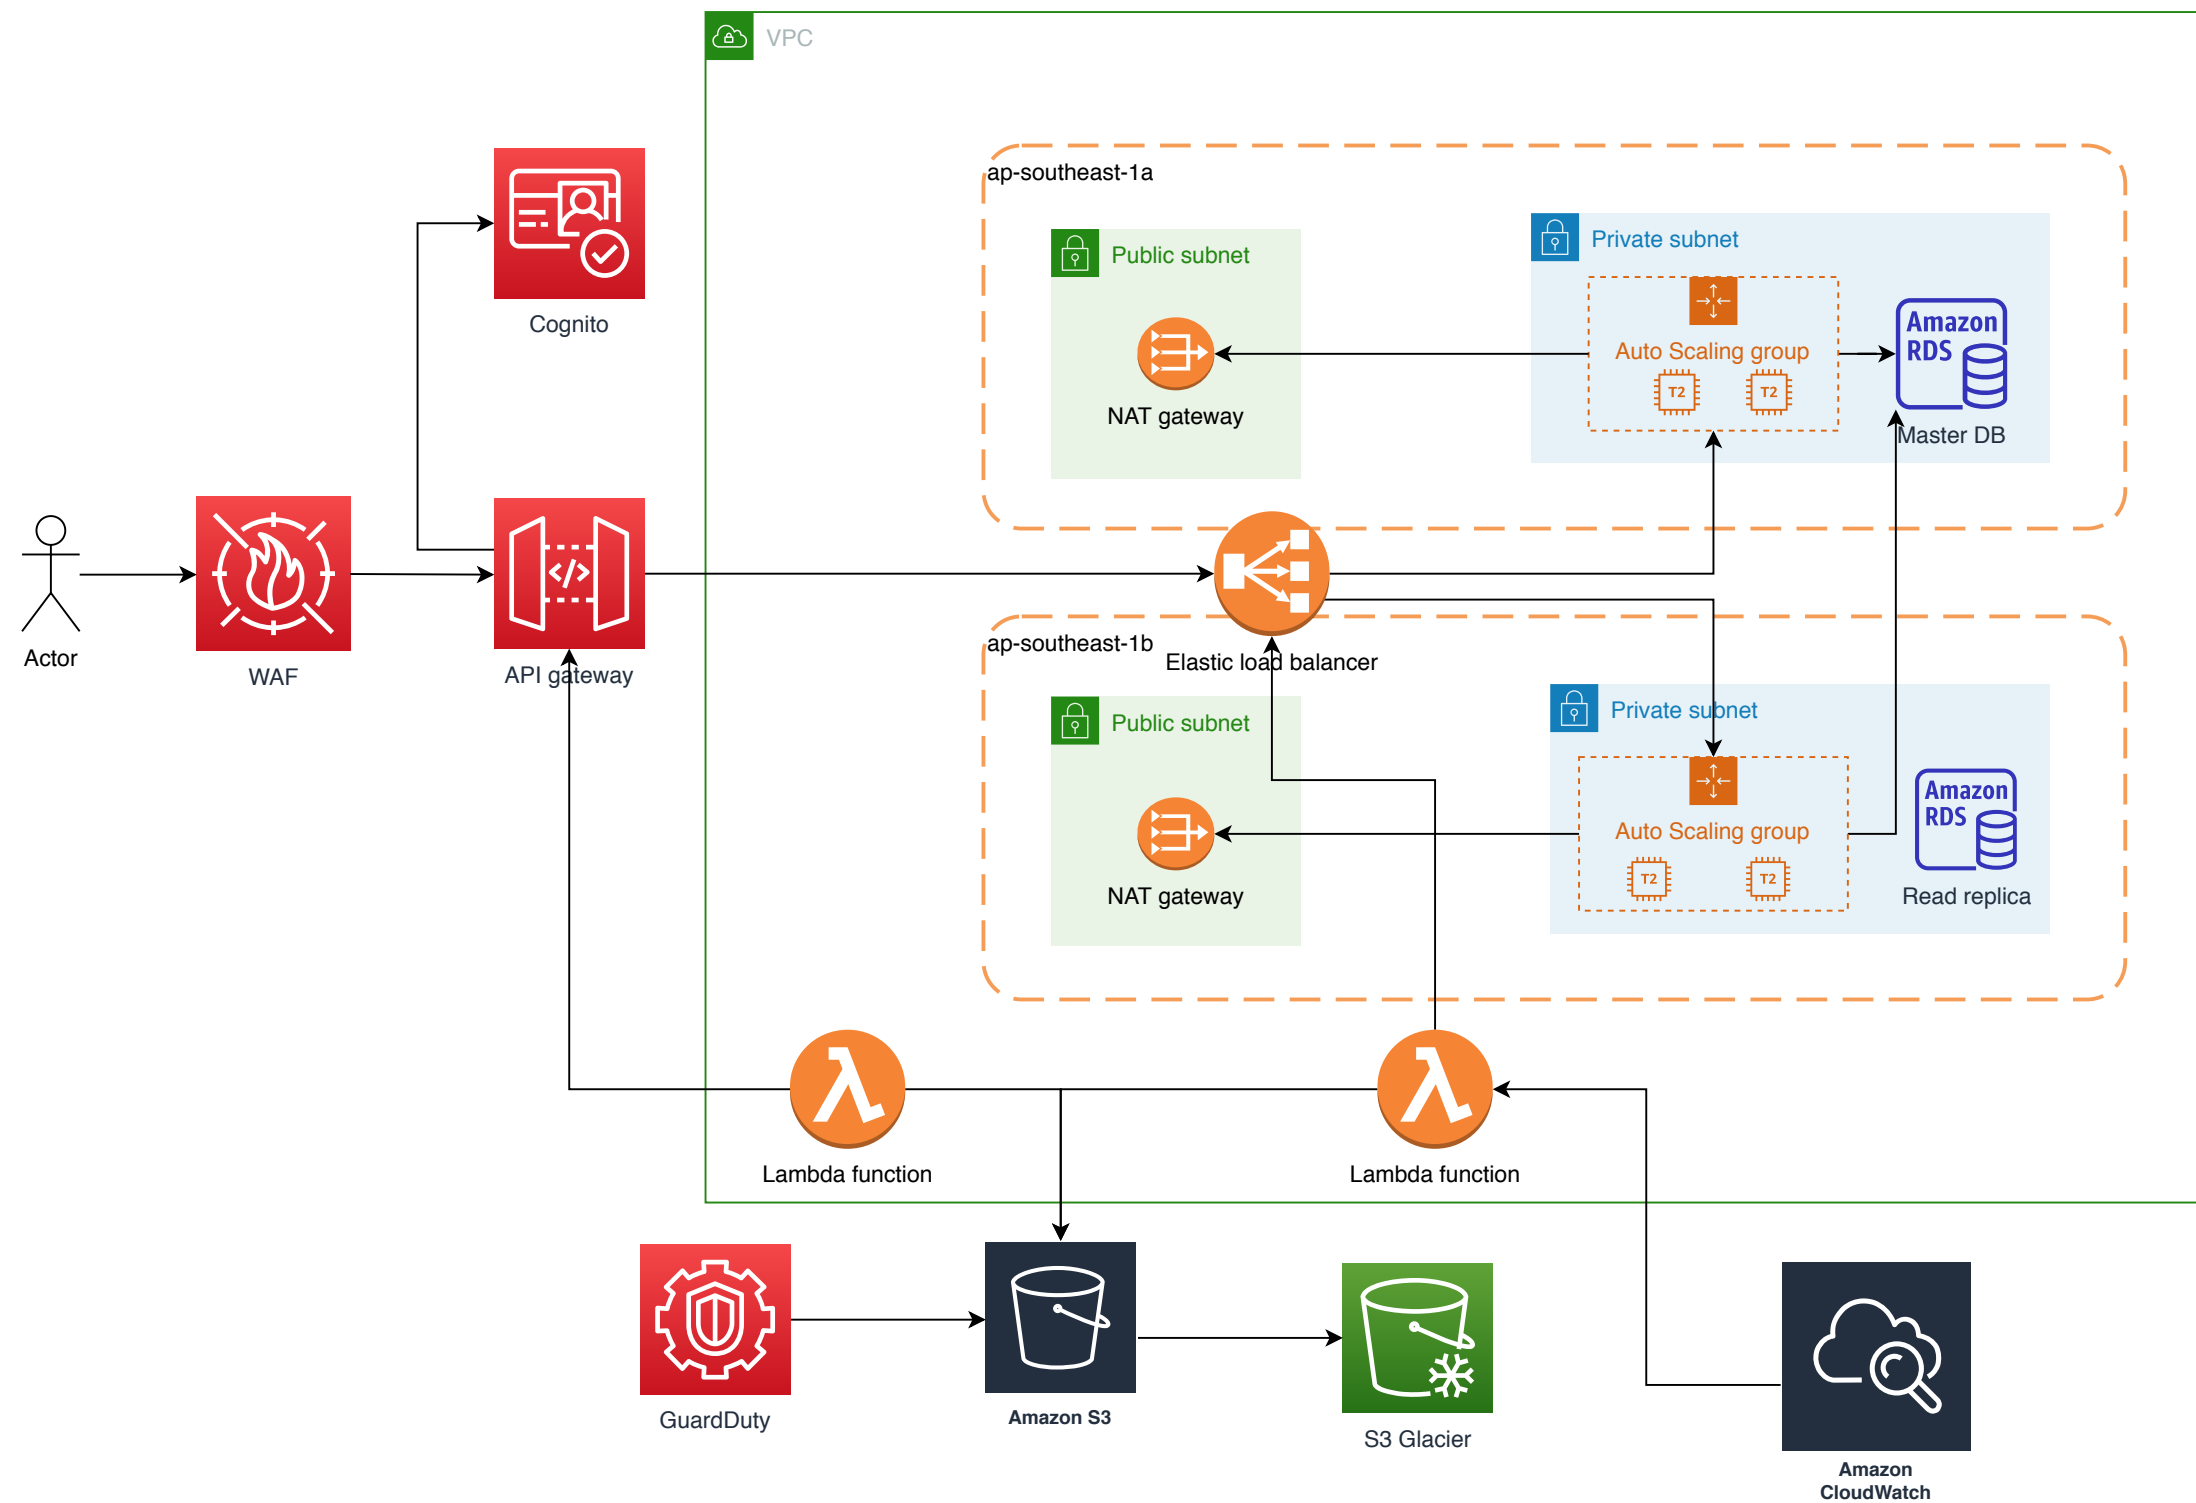 VPC
ap-southeast-1a
Public subnet
NAT gateway
Private subnet
Auto Scaling group
T2
T2
Amazon
RDS
Master DB
Cognito
Actor
WAF
API gateway
</>
Elastic load balancer
ap-southeast-1b
Public subnet
NAT gateway
Private subnet
Auto Scaling group
T2
T2
Amazon
RDS
Read replica
Lambda function
Lambda function
GuardDuty
Amazon S3
S3 Glacier
Amazon
CloudWatch